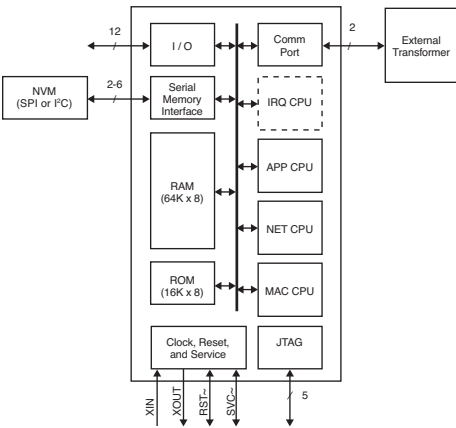 12
I / O
Comm
Port
2
External
Transformer
NVM
(SPI or I²C)
2-6
Serial
Memory
Interface
IRQ CPU
RAM
(64K x 8)
APP CPU
NET CPU
ROM
(16K x 8)
MAC CPU
Clock, Reset,
and Service
JTAG
XIN
XOUT
RST~
SVC~
5